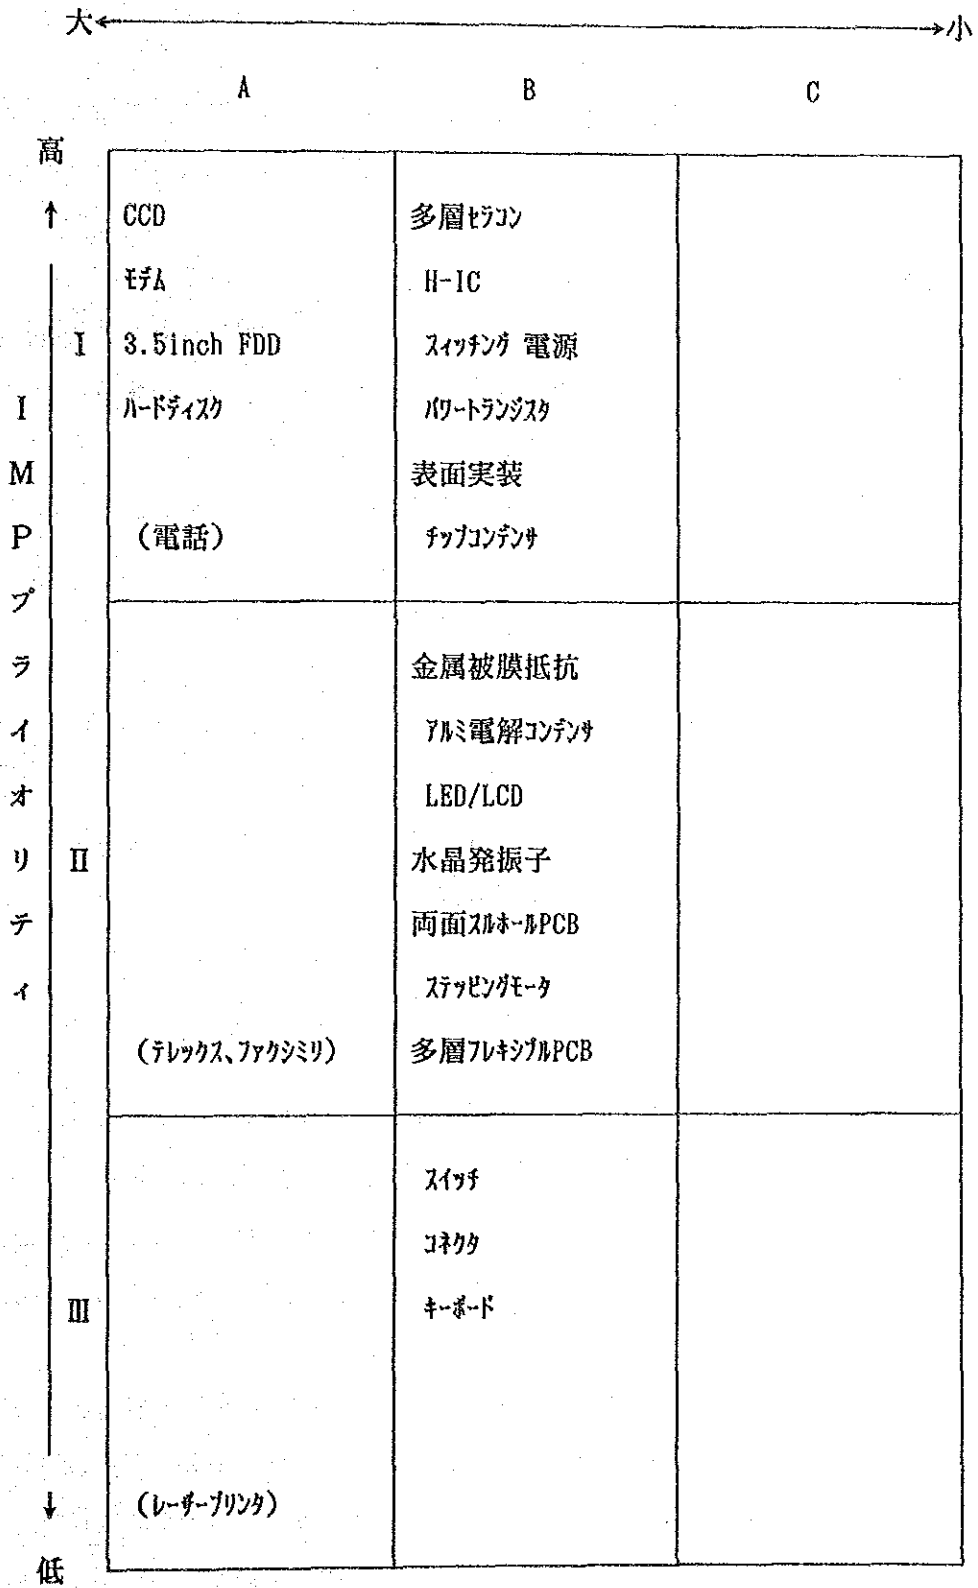 大 小
A B C
高
CCD 多層ｾﾗｺﾝ
ﾓﾃﾞﾑ H-IC
I 3.5inch FDD ｽｨｯﾁﾝｸﾞ 電源
ﾊｰﾄﾞﾃﾞｨｽｸ ﾊﾟﾜｰﾄﾗﾝｼﾞｽﾀ
表面実装
(電話) ﾁｯﾌﾟｺﾝﾃﾞﾝｻ
IMPプライオリティ
金属被膜抵抗
ｱﾙﾐ電解ｺﾝﾃﾞﾝｻ
LED/LCD
II 水晶発振子
両面ｽﾙﾎｰﾙPCB
ｽﾃｯﾋﾟﾝｸﾞﾓｰﾀ
(ﾃﾚｯｸｽ、ﾌｧｸｼﾐﾘ) 多層ﾌﾚｷｼﾌﾞﾙPCB
ｽｲｯﾁ
ｺﾈｸﾀ
III ｷｰﾎﾞｰﾄﾞ
(ﾚｰｻﾞｰﾌﾟﾘﾝﾀ)
低